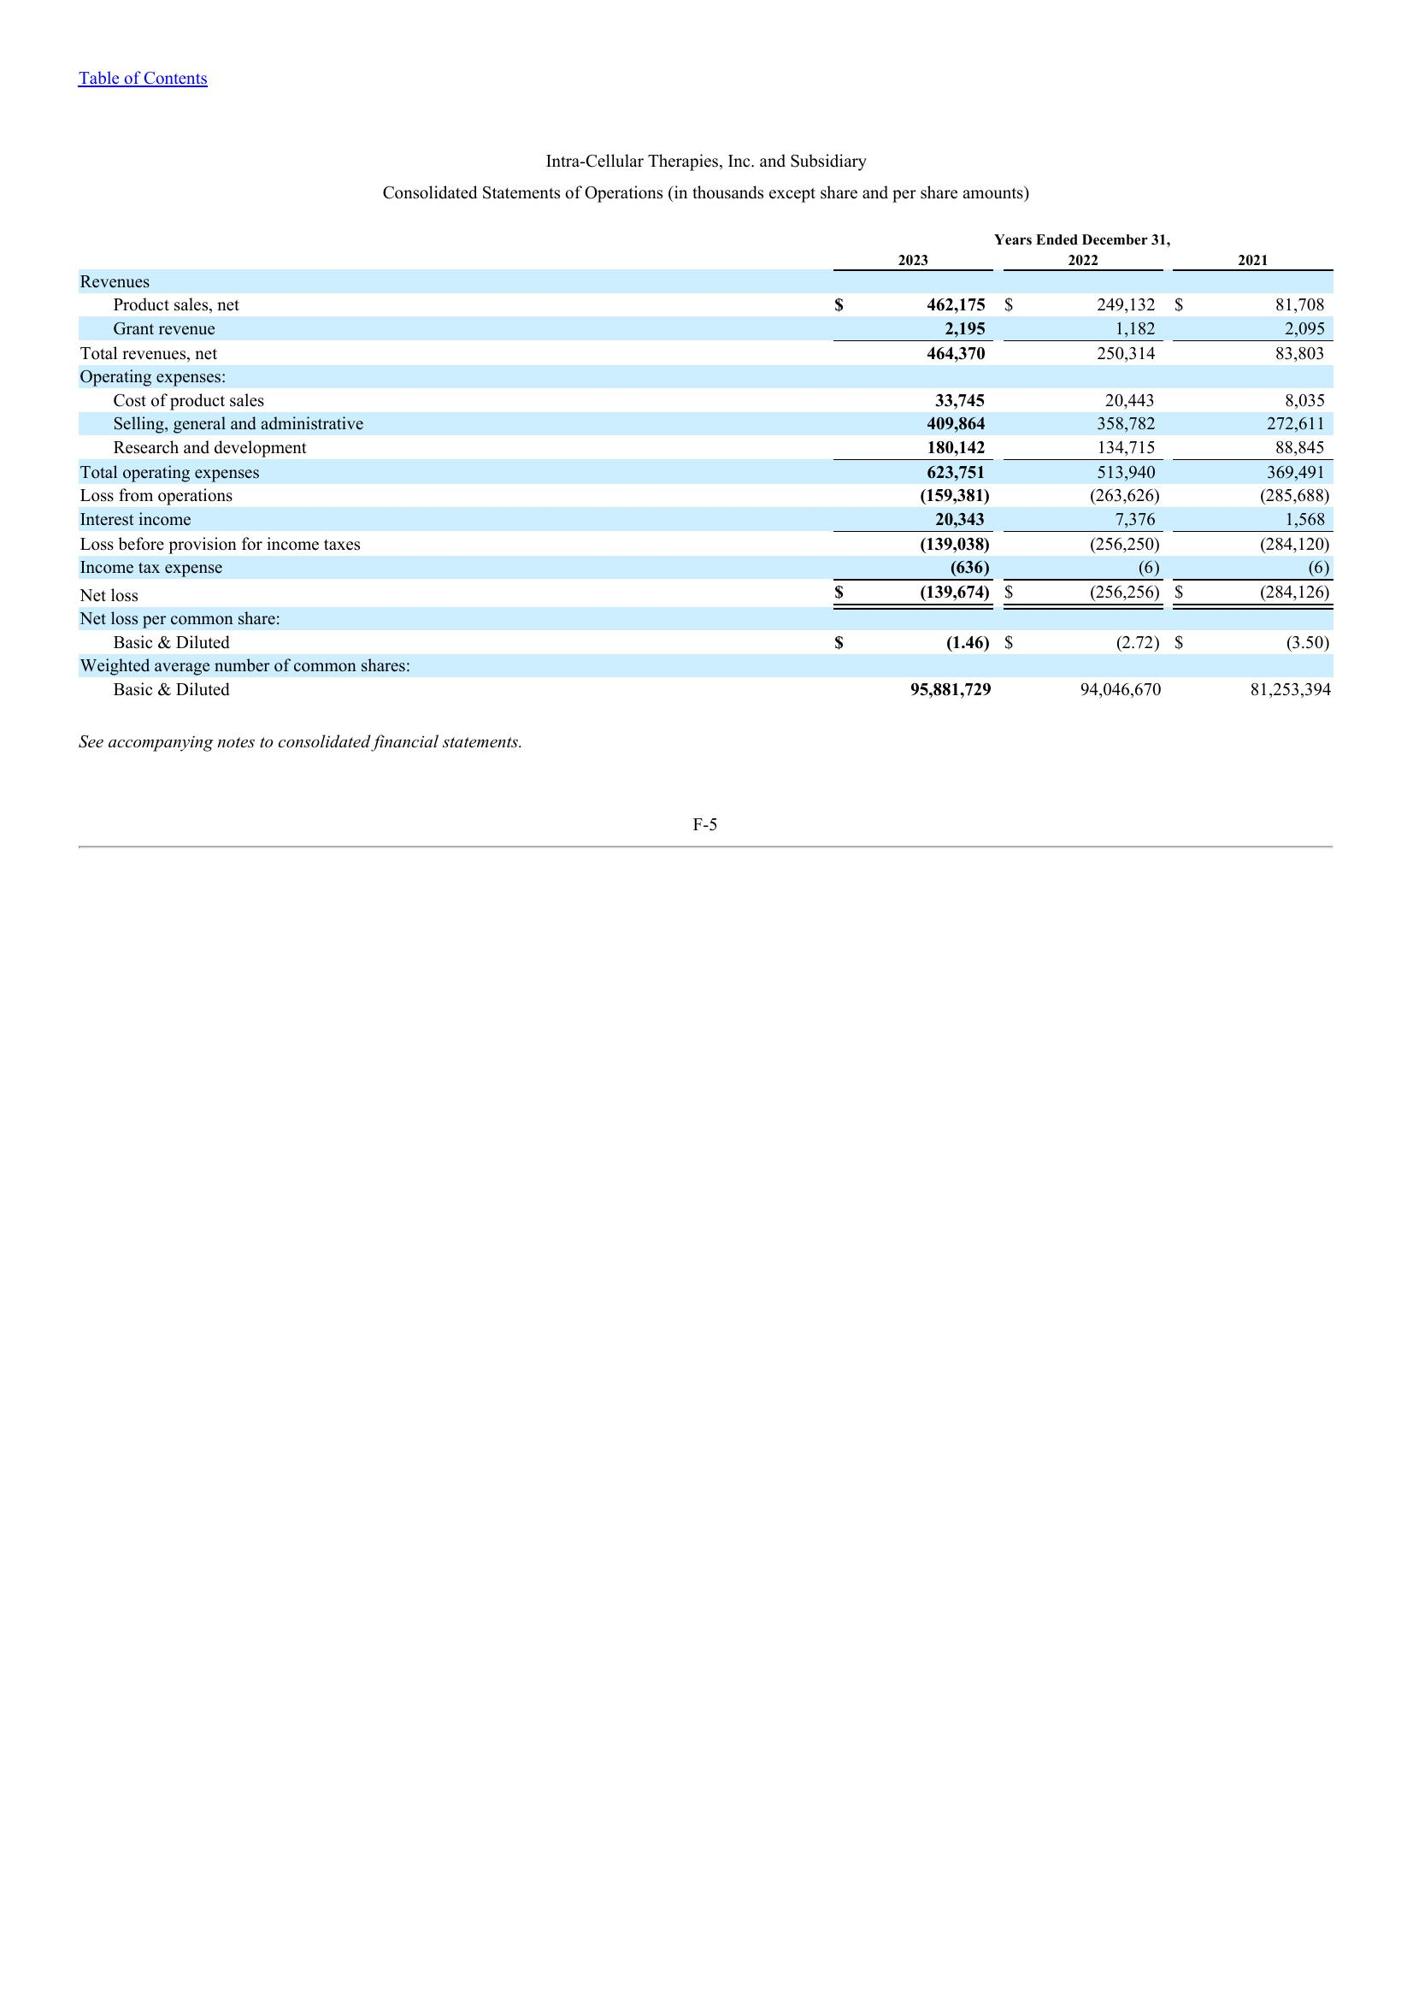 Table of Contents
Intra-Cellular Therapies, Inc. and Subsidiary
Consolidated Statements of Operations (in thousands except share and per share amounts)
Years Ended December 31,
2023 2022 2021
Revenues
Product sales, net $ 462,175 $ 249,132 $ 81,708
Grant revenue 2,195 1,182 2,095
Total revenues, net 464,370 250,314 83,803
Operating expenses:
Cost of product sales 33,745 20,443 8,035
Selling, general and administrative 409,864 358,782 272,611
Research and development 180,142 134,715 88,845
Total operating expenses 623,751 513,940 369,491
Loss from operations (159,381) (263,626) (285,688)
Interest income 20,343 7,376 1,568
Loss before provision for income taxes (139,038) (256,250) (284,120)
Income tax expense (636) (6) (6)
Net loss $ (139,674) $ (256,256) $ (284,126)
Net loss per common share:
Basic & Diluted $ (1.46) $ (2.72) $ (3.50)
Weighted average number of common shares:
Basic & Diluted 95,881,729 94,046,670 81,253,394
See accompanying notes to consolidated financial statements.
F-5